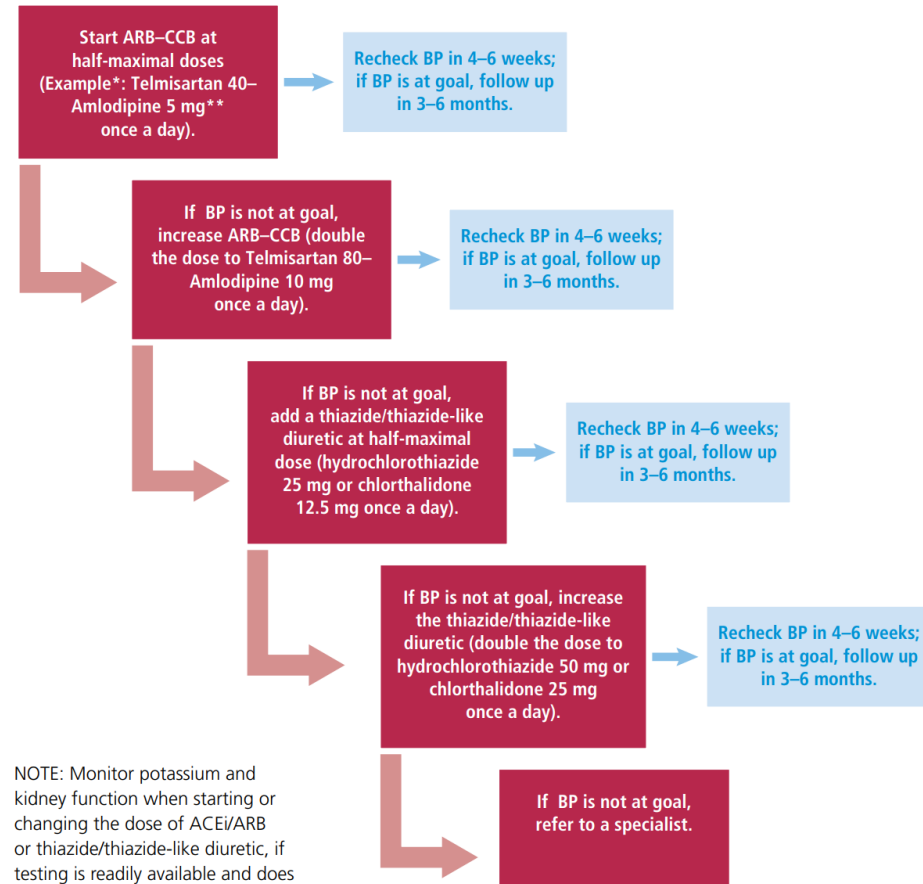 Start ARB–CCB at
half-maximal doses
(Example*: Telmisartan 40–
Amlodipine 5 mg**
once a day).
Recheck BP in 4–6 weeks;
if BP is at goal, follow up
in 3–6 months.
If BP is not at goal,
increase ARB–CCB (double
the dose to Telmisartan 80–
Amlodipine 10 mg
once a day).
Recheck BP in 4–6 weeks;
if BP is at goal, follow up
in 3–6 months.
If BP is not at goal,
add a thiazide/thiazide-like
diuretic at half-maximal
dose (hydrochlorothiazide
25 mg or chlorthalidone
12.5 mg once a day).
Recheck BP in 4–6 weeks;
if BP is at goal, follow up
in 3–6 months.
If BP is not at goal, increase
the thiazide/thiazide-like
diuretic (double the dose to
hydrochlorothiazide 50 mg or
chlorthalidone 25 mg
once a day).
Recheck BP in 4–6 weeks;
if BP is at goal, follow up
in 3–6 months.
If BP is not at goal,
refer to a specialist.
NOTE: Monitor potassium and
kidney function when starting or
changing the dose of ACEi/ARB
or thiazide/thiazide-like diuretic, if
testing is readily available and does